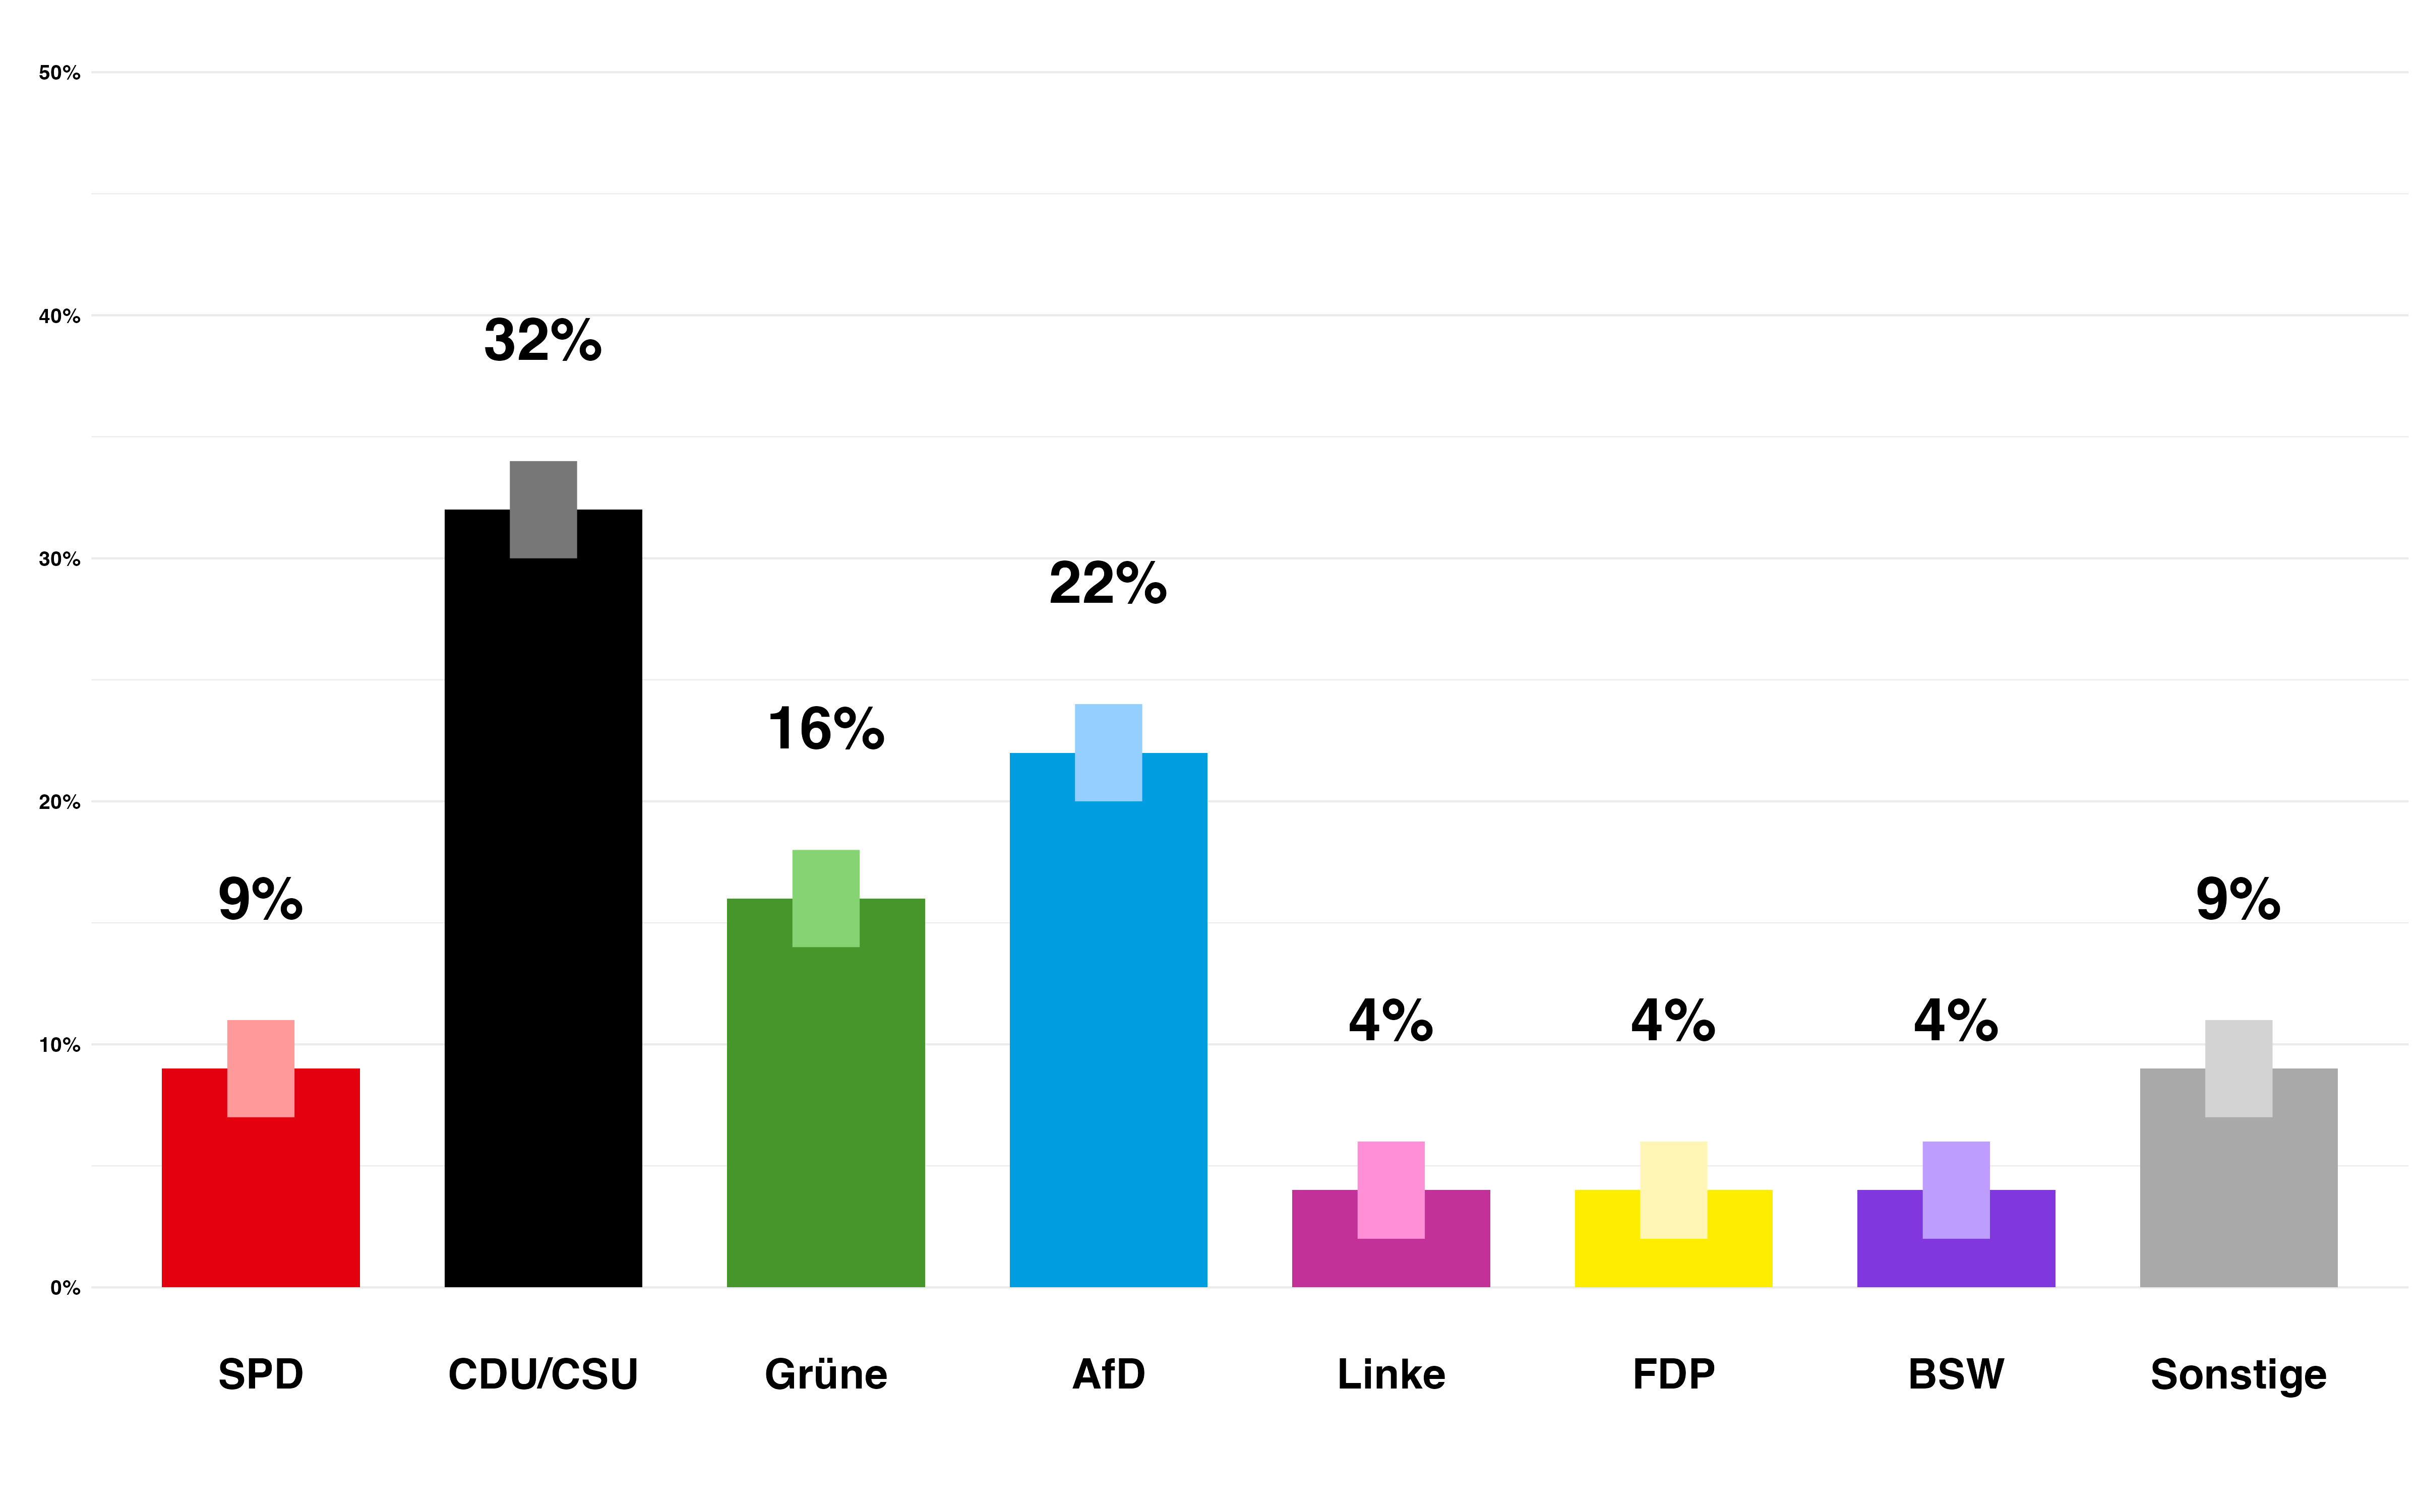 50%
40%
32%
30%
22%
16%
20%
9%
9%
4%
4%
4%
10%
0%
SPD
CDU/CSU
Grüne
AfD
Linke
FDP
BSW
Sonstige